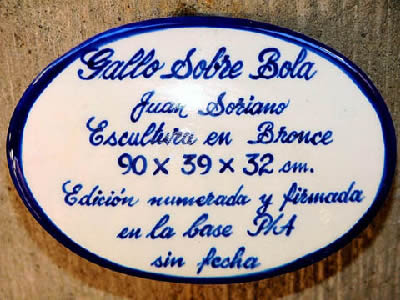 Gallo Sobre Bola
Juan Soriano
Escultura en Bronce
90 x 39 x 32 sm.
Edición numerada y firmada
en la base PhA
sin fecha